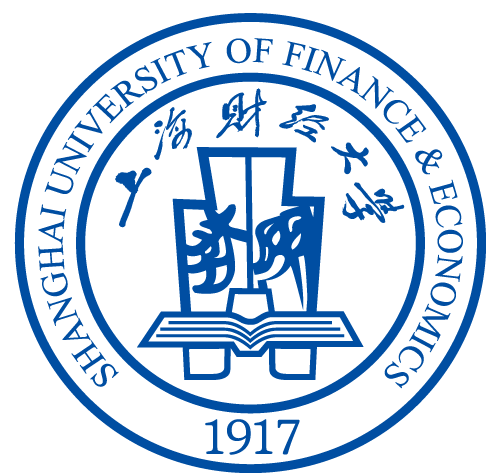 SHANGHAI UNIVERSITY OF FINANCE & ECONOMICS
上海财经大学
1917